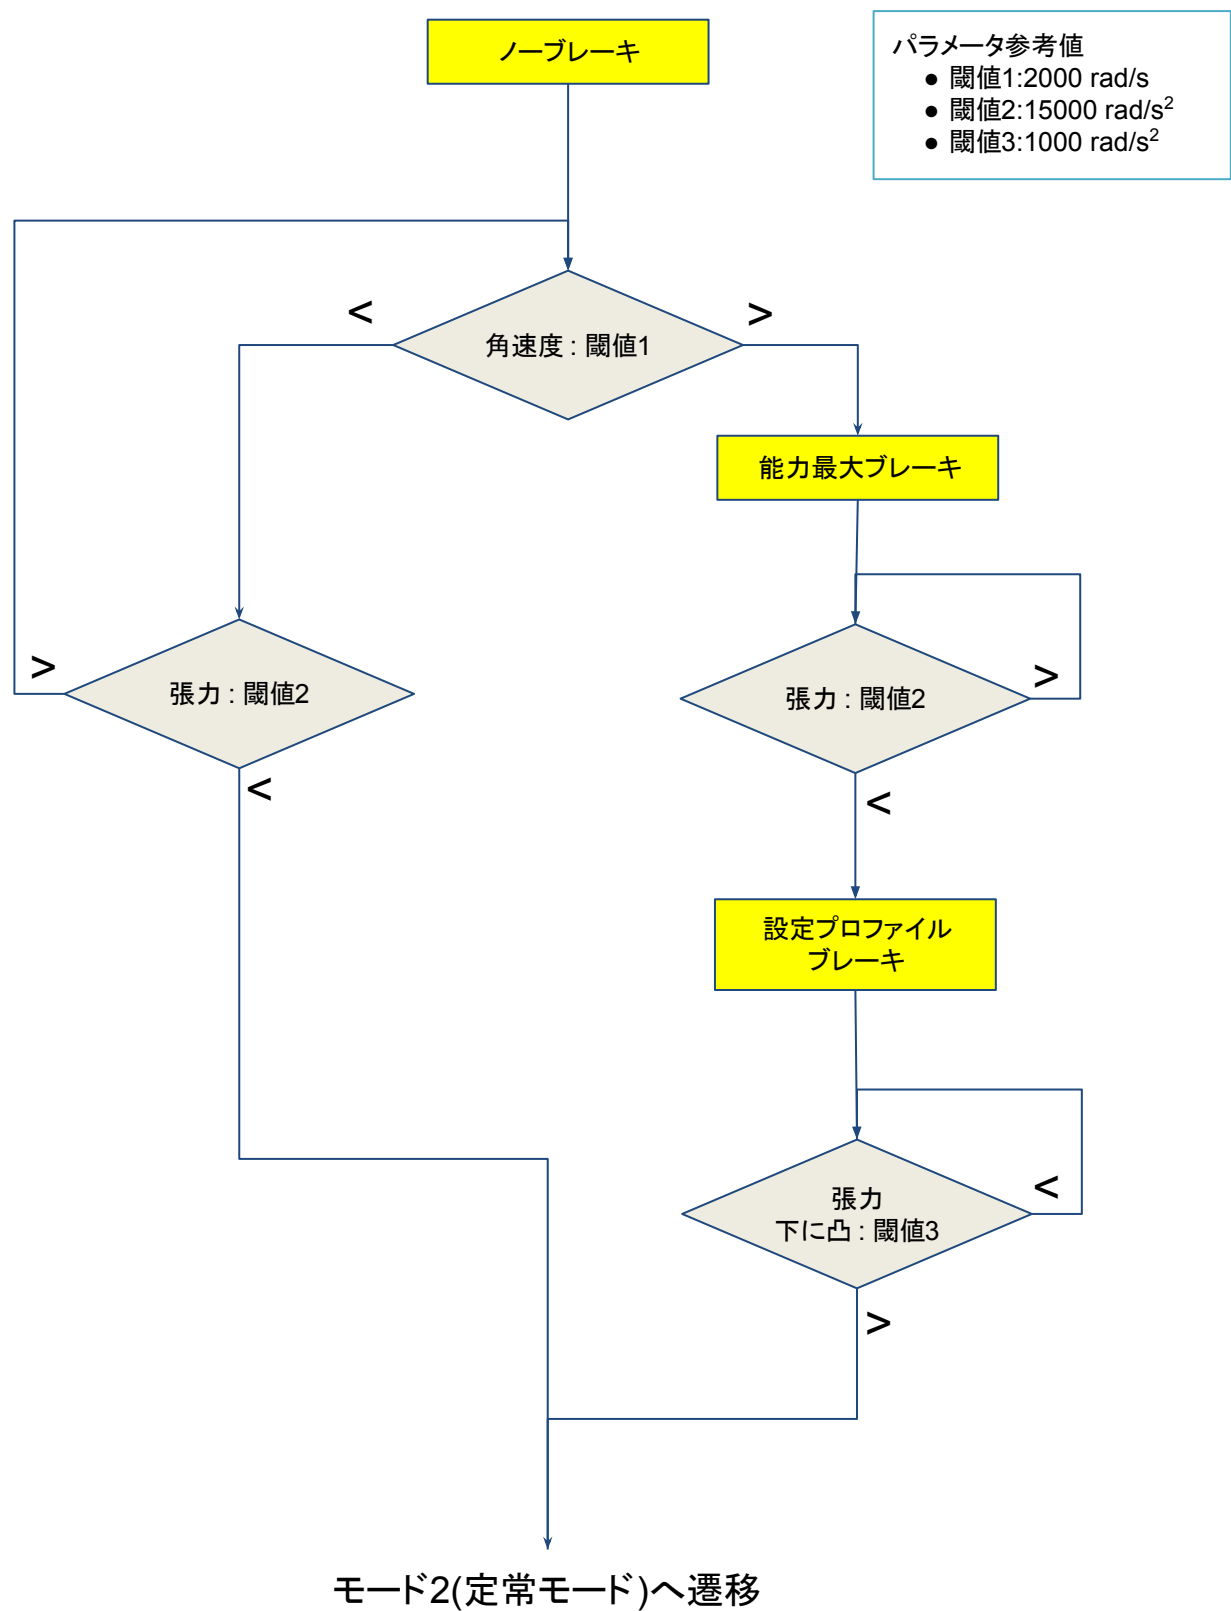 ノーブレーキ
パラメータ参考値
● 閾値1:2000 rad/s
● 閾値2:15000 rad/s²
● 閾値3:1000 rad/s²
<
>
角速度 : 閾値1
能力最大ブレーキ
>
張力 : 閾値2
<
張力 : 閾値2
>
<
設定プロファイル
ブレーキ
張力
下に凸 : 閾値3
<
>
モード2(定常モード)へ遷移